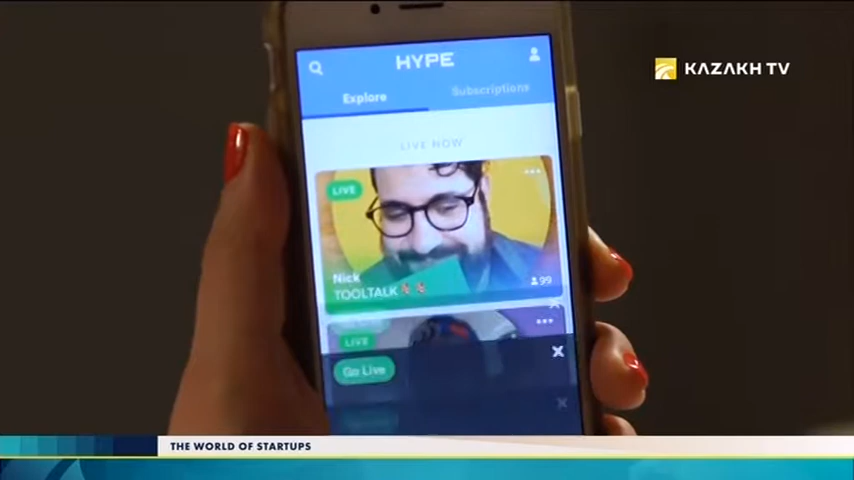 HYPE
KAZAKH TV
Explore
Subscriptions
LIVE NOW
LIVE
Nick
TOOLTALK
99
LIVE
Go Live
THE WORLD OF STARTUPS